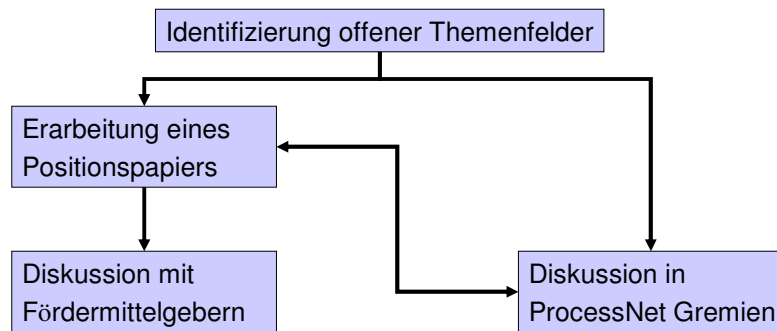 Identifizierung offener Themenfelder
Erarbeitung eines
Positionspapiers
Diskussion mit
Fördermittelgebern
Diskussion in
ProcessNet Gremien